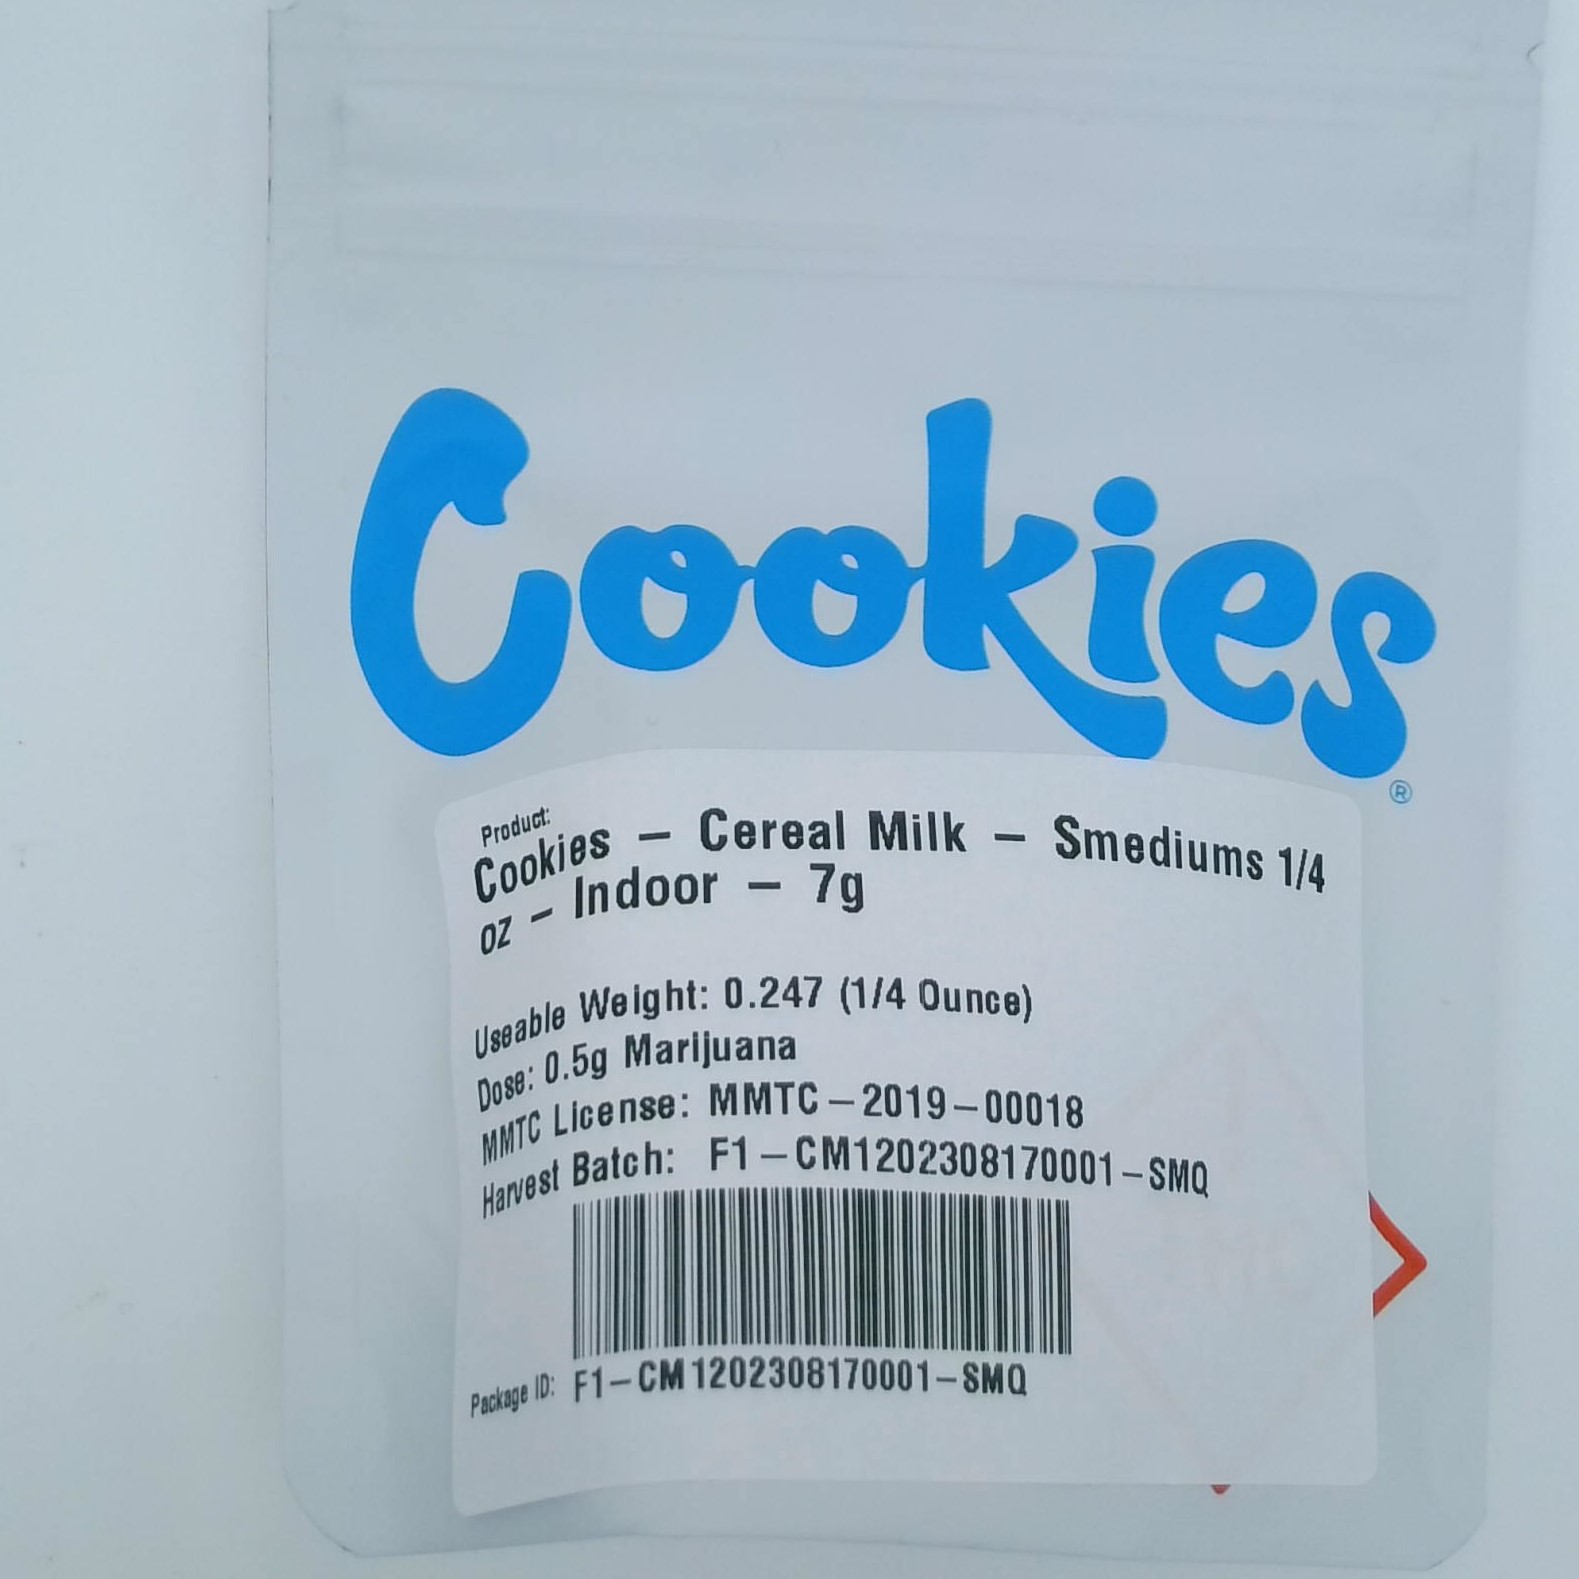 Cookies
®
Product:
Cookies – Cereal Milk – Smediums 1/4
oz – Indoor – 7g
Useable Weight: 0.247 (1/4 Ounce)
Dose: 0.5g Marijuana
MMTC License: MMTC–2019–00018
Harvest Batch: F1–CM1202308170001–SMQ
Package ID: F1–CM1202308170001–SMQ